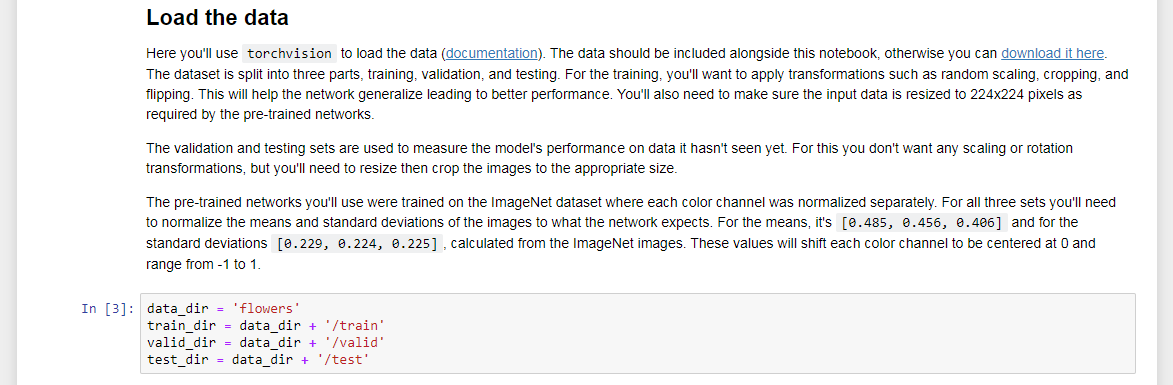 Load the data
Here you'll use torchvision to load the data (documentation). The data should be included alongside this notebook, otherwise you can download it here.
The dataset is split into three parts, training, validation, and testing. For the training, you'll want to apply transformations such as random scaling, cropping, and
flipping. This will help the network generalize leading to better performance. You'll also need to make sure the input data is resized to 224x224 pixels as
required by the pre-trained networks.
The validation and testing sets are used to measure the model's performance on data it hasn't seen yet. For this you don't want any scaling or rotation
transformations, but you'll need to resize then crop the images to the appropriate size.
The pre-trained networks you'll use were trained on the ImageNet dataset where each color channel was normalized separately. For all three sets you'll need
to normalize the means and standard deviations of the images to what the network expects. For the means, it's [0.485, 0.456, 0.406] and for the
standard deviations [0.229, 0.224, 0.225] , calculated from the ImageNet images. These values will shift each color channel to be centered at 0 and
range from -1 to 1.
In [3]: data_dir = 'flowers'
train_dir = data_dir + '/train'
valid_dir = data_dir + '/valid'
test_dir = data_dir + '/test'